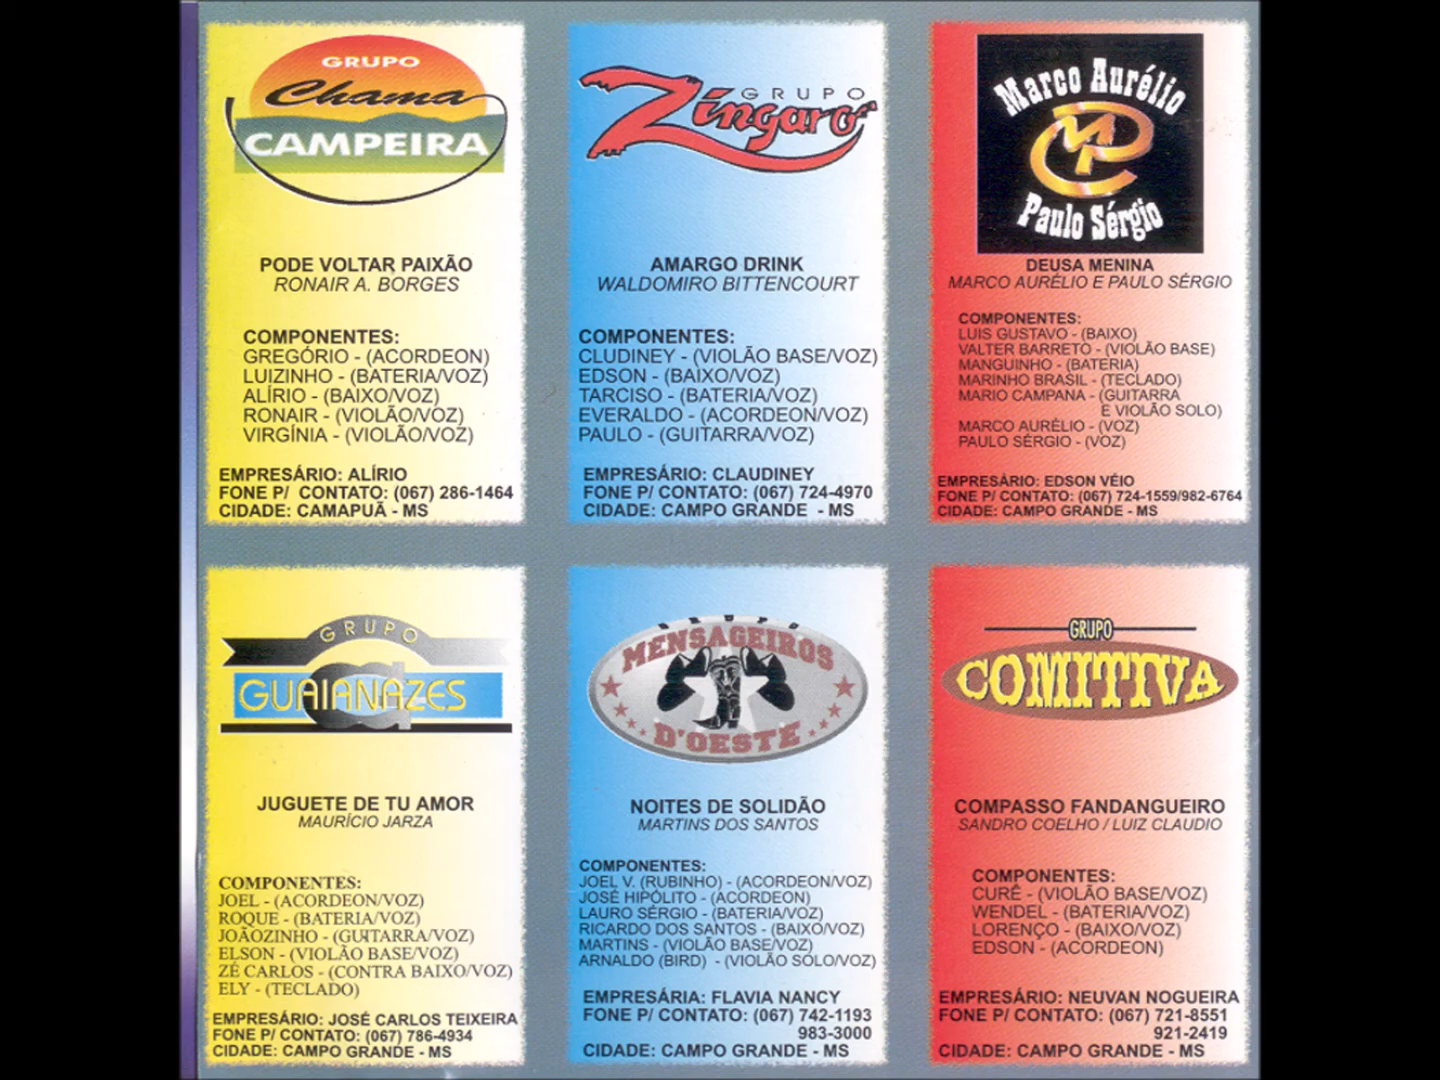 GRUPO
Chama
CAMPEIRA
PODE VOLTAR PAIXÃO
RONAIR A. BORGES
COMPONENTES:
GREGÓRIO - (ACORDEON)
LUIZINHO - (BATERIA/VOZ)
ALÍRIO - (BAIXO/VOZ)
RONAIR - (VIOLÃO/VOZ)
VIRGÍNIA - (VIOLÃO/VOZ)
EMPRESÁRIO: ALÍRIO
FONE P/ CONTATO: (067) 286-1464
CIDADE: CAMAPUÃ - MS
GRUPO
Zíngaro
AMARGO DRINK
WALDOMIRO BITTENCOURT
COMPONENTES:
CLUDINEY - (VIOLÃO BASE/VOZ)
EDSON - (BAIXO/VOZ)
TARCISO - (BATERIA/VOZ)
EVERALDO - (ACORDEON/VOZ)
PAULO - (GUITARRA/VOZ)
EMPRESÁRIO: CLAUDINEY
FONE P/ CONTATO: (067) 724-4970
CIDADE: CAMPO GRANDE - MS
Marco Aurélio
MP
Paulo Sérgio
DEUSA MENINA
MARCO AURÉLIO E PAULO SÉRGIO
COMPONENTES:
LUIS GUSTAVO - (BAIXO)
VALTER BARRETO - (VIOLÃO BASE)
MANGUINHO - (BATERIA)
MARINHO BRASIL - (TECLADO)
MARIO CAMPANA - (GUITARRA
E VIOLÃO SOLO)
MARCO AURÉLIO - (VOZ)
PAULO SÉRGIO - (VOZ)
EMPRESÁRIO: EDSON VÉIO
FONE P/ CONTATO: (067) 724-1559/982-6764
CIDADE: CAMPO GRANDE - MS
GRUPO
GUAIANAZES
JUGUETE DE TU AMOR
MAURÍCIO JARZA
COMPONENTES:
JOEL - (ACORDEON/VOZ)
ROQUE - (BATERIA/VOZ)
JOÃOZINHO - (GUITARRA/VOZ)
ELSON - (VIOLÃO BASE/VOZ)
ZÉ CARLOS - (CONTRA BAIXO/VOZ)
ELY - (TECLADO)
EMPRESÁRIO: JOSÉ CARLOS TEIXEIRA
FONE P/ CONTATO: (067) 786-4934
CIDADE: CAMPO GRANDE - MS
MENSAGEIROS
D'OESTE
NOITES DE SOLIDÃO
MARTINS DOS SANTOS
COMPONENTES:
JOEL V. (RUBINHO) - (ACORDEON/VOZ)
JOSÉ HIPÓLITO - (ACORDEON)
LAURO SÉRGIO - (BATERIA/VOZ)
RICARDO DOS SANTOS - (BAIXO/VOZ)
MARTINS - (VIOLÃO BASE/VOZ)
ARNALDO (BIRD) - (VIOLÃO SOLO/VOZ)
EMPRESÁRIA: FLAVIA NANCY
FONE P/ CONTATO: (067) 742-1193
983-3000
CIDADE: CAMPO GRANDE - MS
GRUPO
COMITIVA
COMPASSO FANDANGUEIRO
SANDRO COELHO / LUIZ CLAUDIO
COMPONENTES:
CURÊ - (VIOLÃO BASE/VOZ)
WENDEL - (BATERIA/VOZ)
LORENÇO - (BAIXO/VOZ)
EDSON - (ACORDEON)
EMPRESÁRIO: NEUVAN NOGUEIRA
FONE P/ CONTATO: (067) 721-8551
921-2419
CIDADE: CAMPO GRANDE - MS